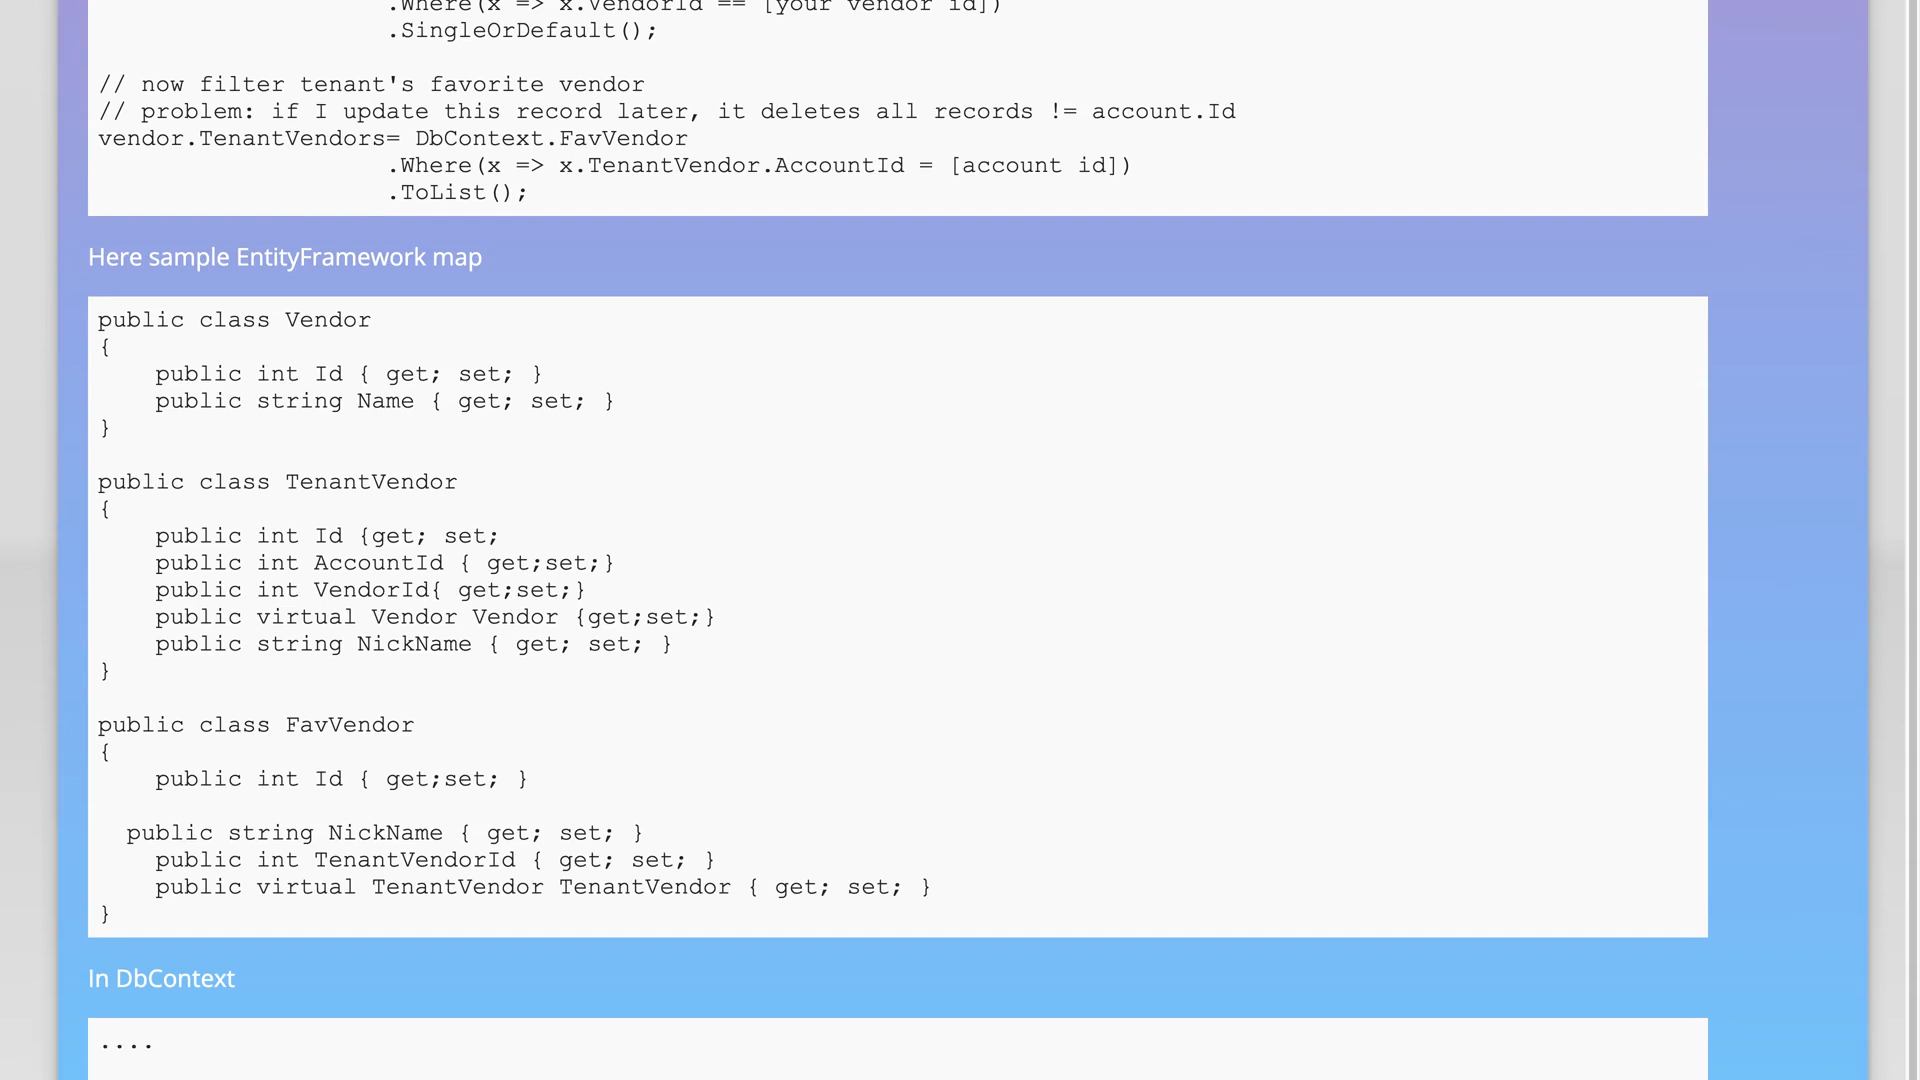 .Where(x => x.VendorId == [your vendor id])
.SingleOrDefault();
// now filter tenant's favorite vendor
// problem: if I update this record later, it deletes all records != account.Id
vendor.TenantVendors= DbContext.FavVendor
.Where(x => x.TenantVendor.AccountId = [account id])
.ToList();
Here sample EntityFramework map
public class Vendor
{
public int Id { get; set; }
public string Name { get; set; }
}
public class TenantVendor
{
public int Id {get; set;
public int AccountId { get;set;}
public int VendorId{ get;set;}
public virtual Vendor Vendor {get;set;}
public string NickName { get; set; }
}
public class FavVendor
{
public int Id { get;set; }
public string NickName { get; set; }
public int TenantVendorId { get; set; }
public virtual TenantVendor TenantVendor { get; set; }
}
In DbContext
....